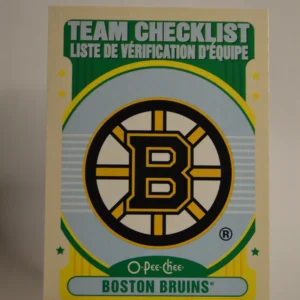 TEAM CHECKLIST
LISTE DE VÉRIFICATION D'ÉQUIPE
B
®
O-Pee-Chee
BOSTON BRUINS